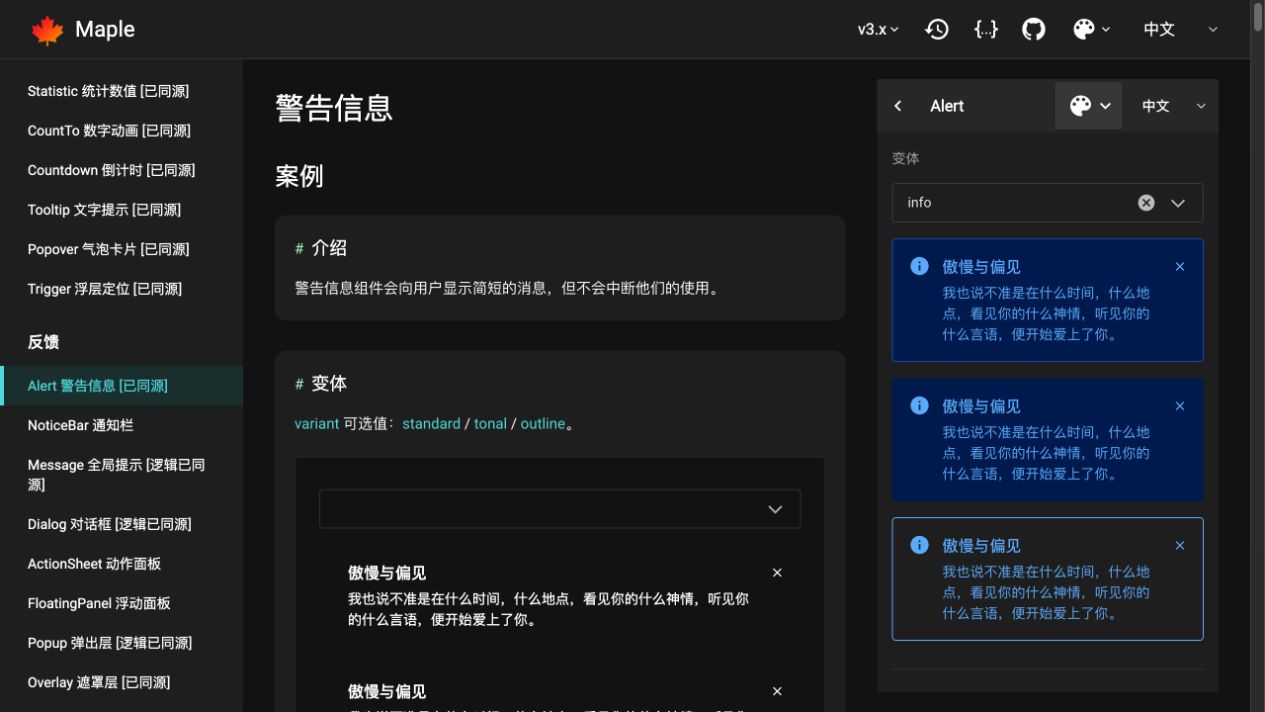 Maple
v3.x
中文
Statistic 统计数值 [已同源]
CountTo 数字动画 [已同源]
Countdown 倒计时 [已同源]
Tooltip 文字提示 [已同源]
Popover 气泡卡片 [已同源]
Trigger 浮层定位 [已同源]
反馈
Alert 警告信息 [已同源]
NoticeBar 通知栏
Message 全局提示 [逻辑已同
源]
Dialog 对话框 [逻辑已同源]
ActionSheet 动作面板
FloatingPanel 浮动面板
Popup 弹出层 [逻辑已同源]
Overlay 遮罩层 [已同源]
警告信息
案例
# 介绍
警告信息组件会向用户显示简短的消息，但不会中断他们的使用。
# 变体
variant 可选值：standard / tonal / outline。
傲慢与偏见
我也说不准是在什么时间，什么地点，看见你的什么神情，听见你
的什么言语，便开始爱上了你。
傲慢与偏见
Alert
中文
变体
info
傲慢与偏见
我也说不准是在什么时间，什么地
点，看见你的什么神情，听见你的
什么言语，便开始爱上了你。
傲慢与偏见
我也说不准是在什么时间，什么地
点，看见你的什么神情，听见你的
什么言语，便开始爱上了你。
傲慢与偏见
我也说不准是在什么时间，什么地
点，看见你的什么神情，听见你的
什么言语，便开始爱上了你。